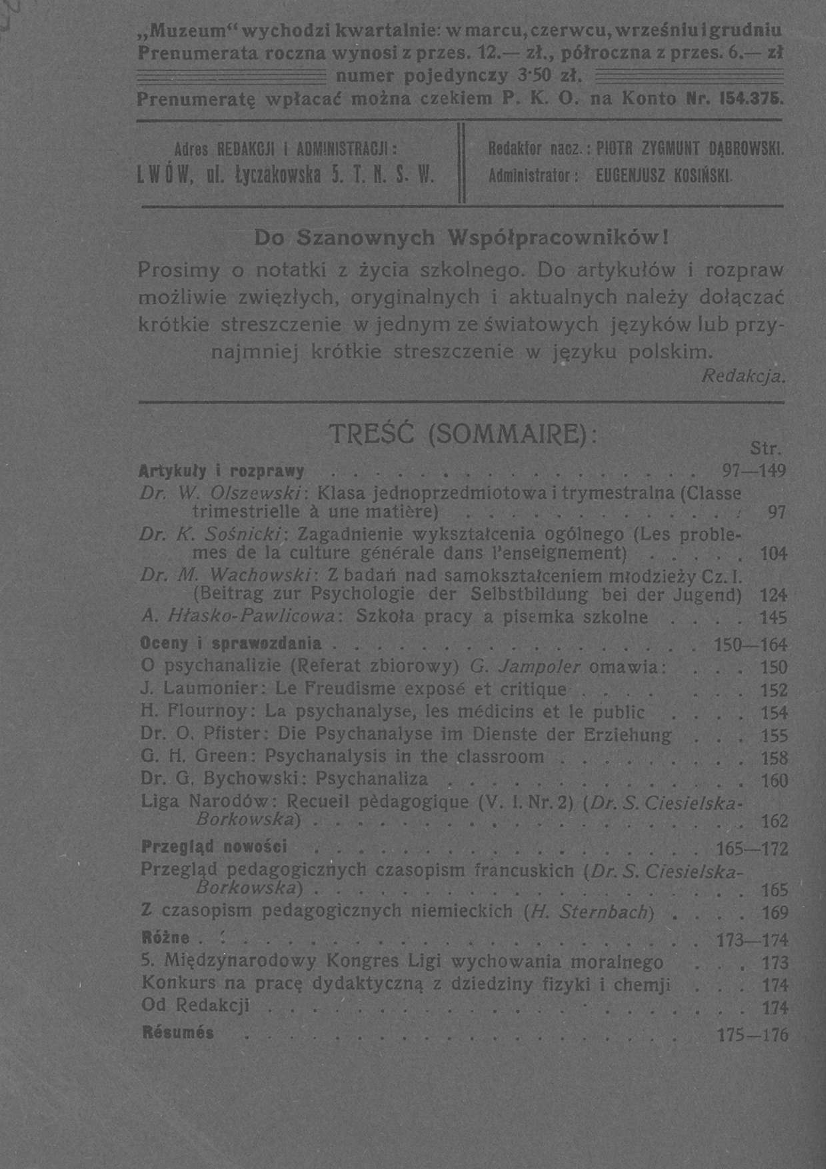 „Muzeum“ wychodzi kwartalnie: w marcu, czerwcu, wrześniu i grudniu
Prenumerata roczna wynosi z przes. 12.— zł., półroczna z przes. 6.— zł
numer pojedynczy 3·50 zł.
Prenumeratę wpłacać można czekiem P. K. O. na Konto Nr. 154.375.
Adres REDAKCJI I ADMINISTRACJI:
LWÓW, ul. Łyczakowska 5. T. N. S. W.
Redaktor nacz.: PIOTR ZYGMUNT DĄBROWSKI.
Administrator: EUGENJUSZ KOSIŃSKI.
Do Szanownych Współpracowników!
Prosimy o notatki z życia szkolnego. Do artykułów i rozpraw
możliwie zwięzłych, oryginalnych i aktualnych należy dołączać
krótkie streszczenie w jednym ze światowych języków lub przy-
najmniej krótkie streszczenie w języku polskim.
Redakcja.
TREŚĆ (SOMMAIRE):
Str.
Artykuły i rozprawy . . . . . . . . . . . . . . . . . 97—149
Dr. W. Olszewski: Klasa jednoprzedmiotowa i trymestralna (Classe
trimestrielle à une matière) . . . . . . . . . . . . 97
Dr. K. Sośnicki: Zagadnienie wykształcenia ogólnego (Les proble-
mes de la culture générale dans l'enseignement) . . . . . 104
Dr. M. Wachowski: Z badań nad samokształceniem młodzieży Cz. I.
(Beitrag zur Psychologie der Selbstbildung bei der Jugend) 124
A. Hłasko-Pawlicowa: Szkoła pracy a pisemka szkolne . . . . 145
Oceny i sprawozdania . . . . . . . . . . . . . . . . 150—164
O psychanalizie (Referat zbiorowy) G. Jampoler omawia: . . . 150
J. Laumonier: Le Freudisme exposé et critique . . . . . . . 152
H. Flournoy: La psychanalyse, les médicins et le public . . . . 154
Dr. O. Pfister: Die Psychanalyse im Dienste der Erziehung . . . 155
G. H. Green: Psychanalysis in the classroom . . . . . . . . . 158
Dr. G. Bychowski: Psychanaliza . . . . . . . . . . . . . . 160
Liga Narodów: Recueil pèdagogique (V. I. Nr. 2) (Dr. S. Ciesielska-
Borkowska) . . . . . . . . . . . . . . . . . . . . 162
Przegląd nowości . . . . . . . . . . . . . . . . . 165—172
Przegląd pedagogicznych czasopism francuskich (Dr. S. Ciesielska-
Borkowska) . . . . . . . . . . . . . . . . . . . . 165
Z czasopism pedagogicznych niemieckich (H. Sternbach) . . . . 169
Różne . . . . . . . . . . . . . . . . . . . . . . 173—174
5. Międzynarodowy Kongres Ligi wychowania moralnego . . . 173
Konkurs na pracę dydaktyczną z dziedziny fizyki i chemji . . . 174
Od Redakcji . . . . . . . . . . . . . . . . . . . . . . 174
Résumés . . . . . . . . . . . . . . . . . . . . . 175—176